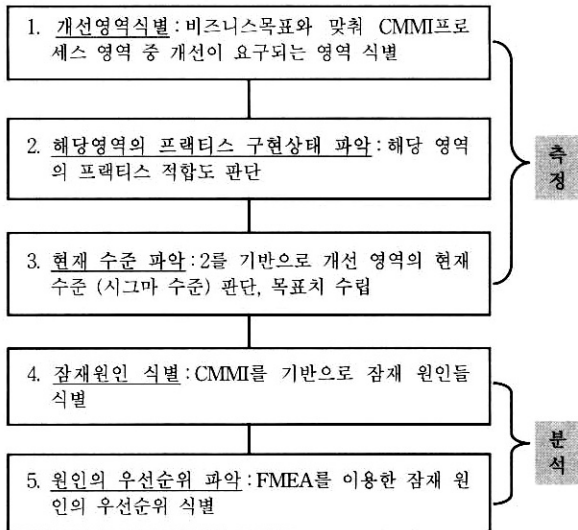 1. 개선영역식별 : 비즈니스목표와 맞춰 CMMI프로
세스 영역 중 개선이 요구되는 영역 식별
2. 해당영역의 프랙티스 구현상태 파악 : 해당 영역
의 프랙티스 적합도 판단
측
정
3. 현재 수준 파악 : 2를 기반으로 개선 영역의 현재
수준 (시그마 수준) 판단, 목표치 수립
4. 잠재원인 식별 : CMMI를 기반으로 잠재 원인들
식별
분
석
5. 원인의 우선순위 파악 : FMEA를 이용한 잠재 원
인의 우선순위 식별